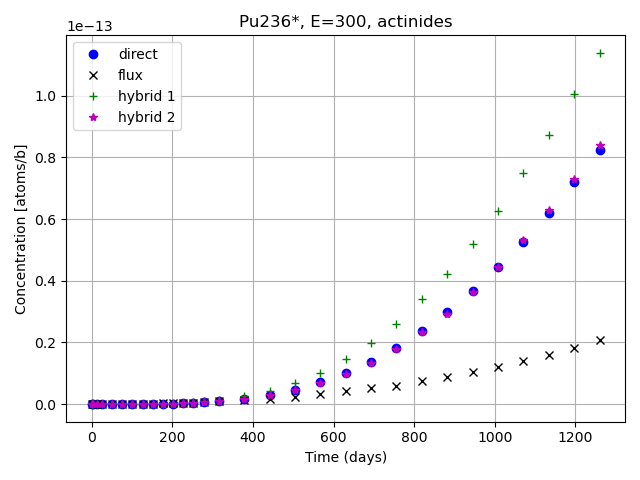 Pu236*, E=300, actinides
1e−13
direct
flux
hybrid 1
hybrid 2
1.0
0.8
0.6
0.4
0.2
0.0
Concentration [atoms/b]
0 200 400 600 800 1000 1200
Time (days)